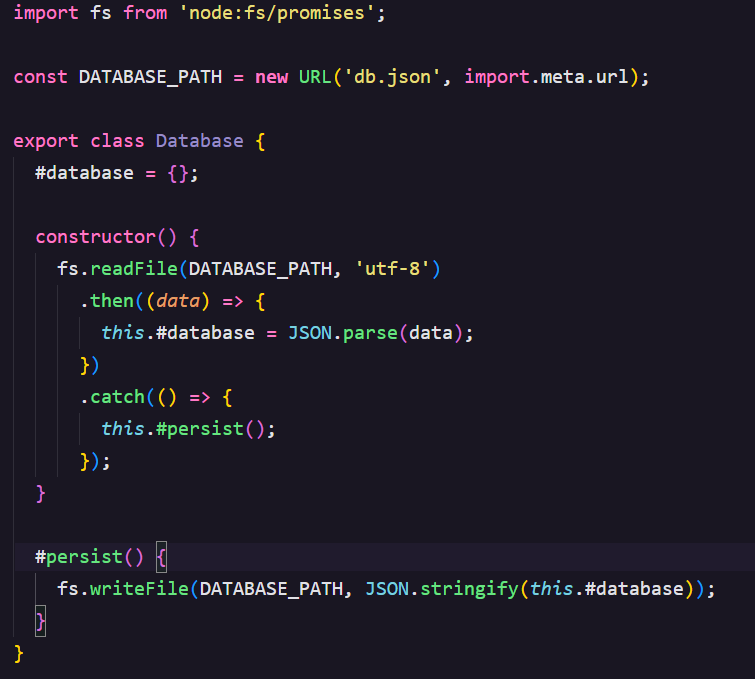 import fs from 'node:fs/promises';
const DATABASE_PATH = new URL('db.json', import.meta.url);
export class Database {
#database = {};
constructor() {
fs.readFile(DATABASE_PATH, 'utf-8')
.then((data) => {
this.#database = JSON.parse(data);
})
.catch(() => {
this.#persist();
});
}
#persist() {
fs.writeFile(DATABASE_PATH, JSON.stringify(this.#database));
}
}